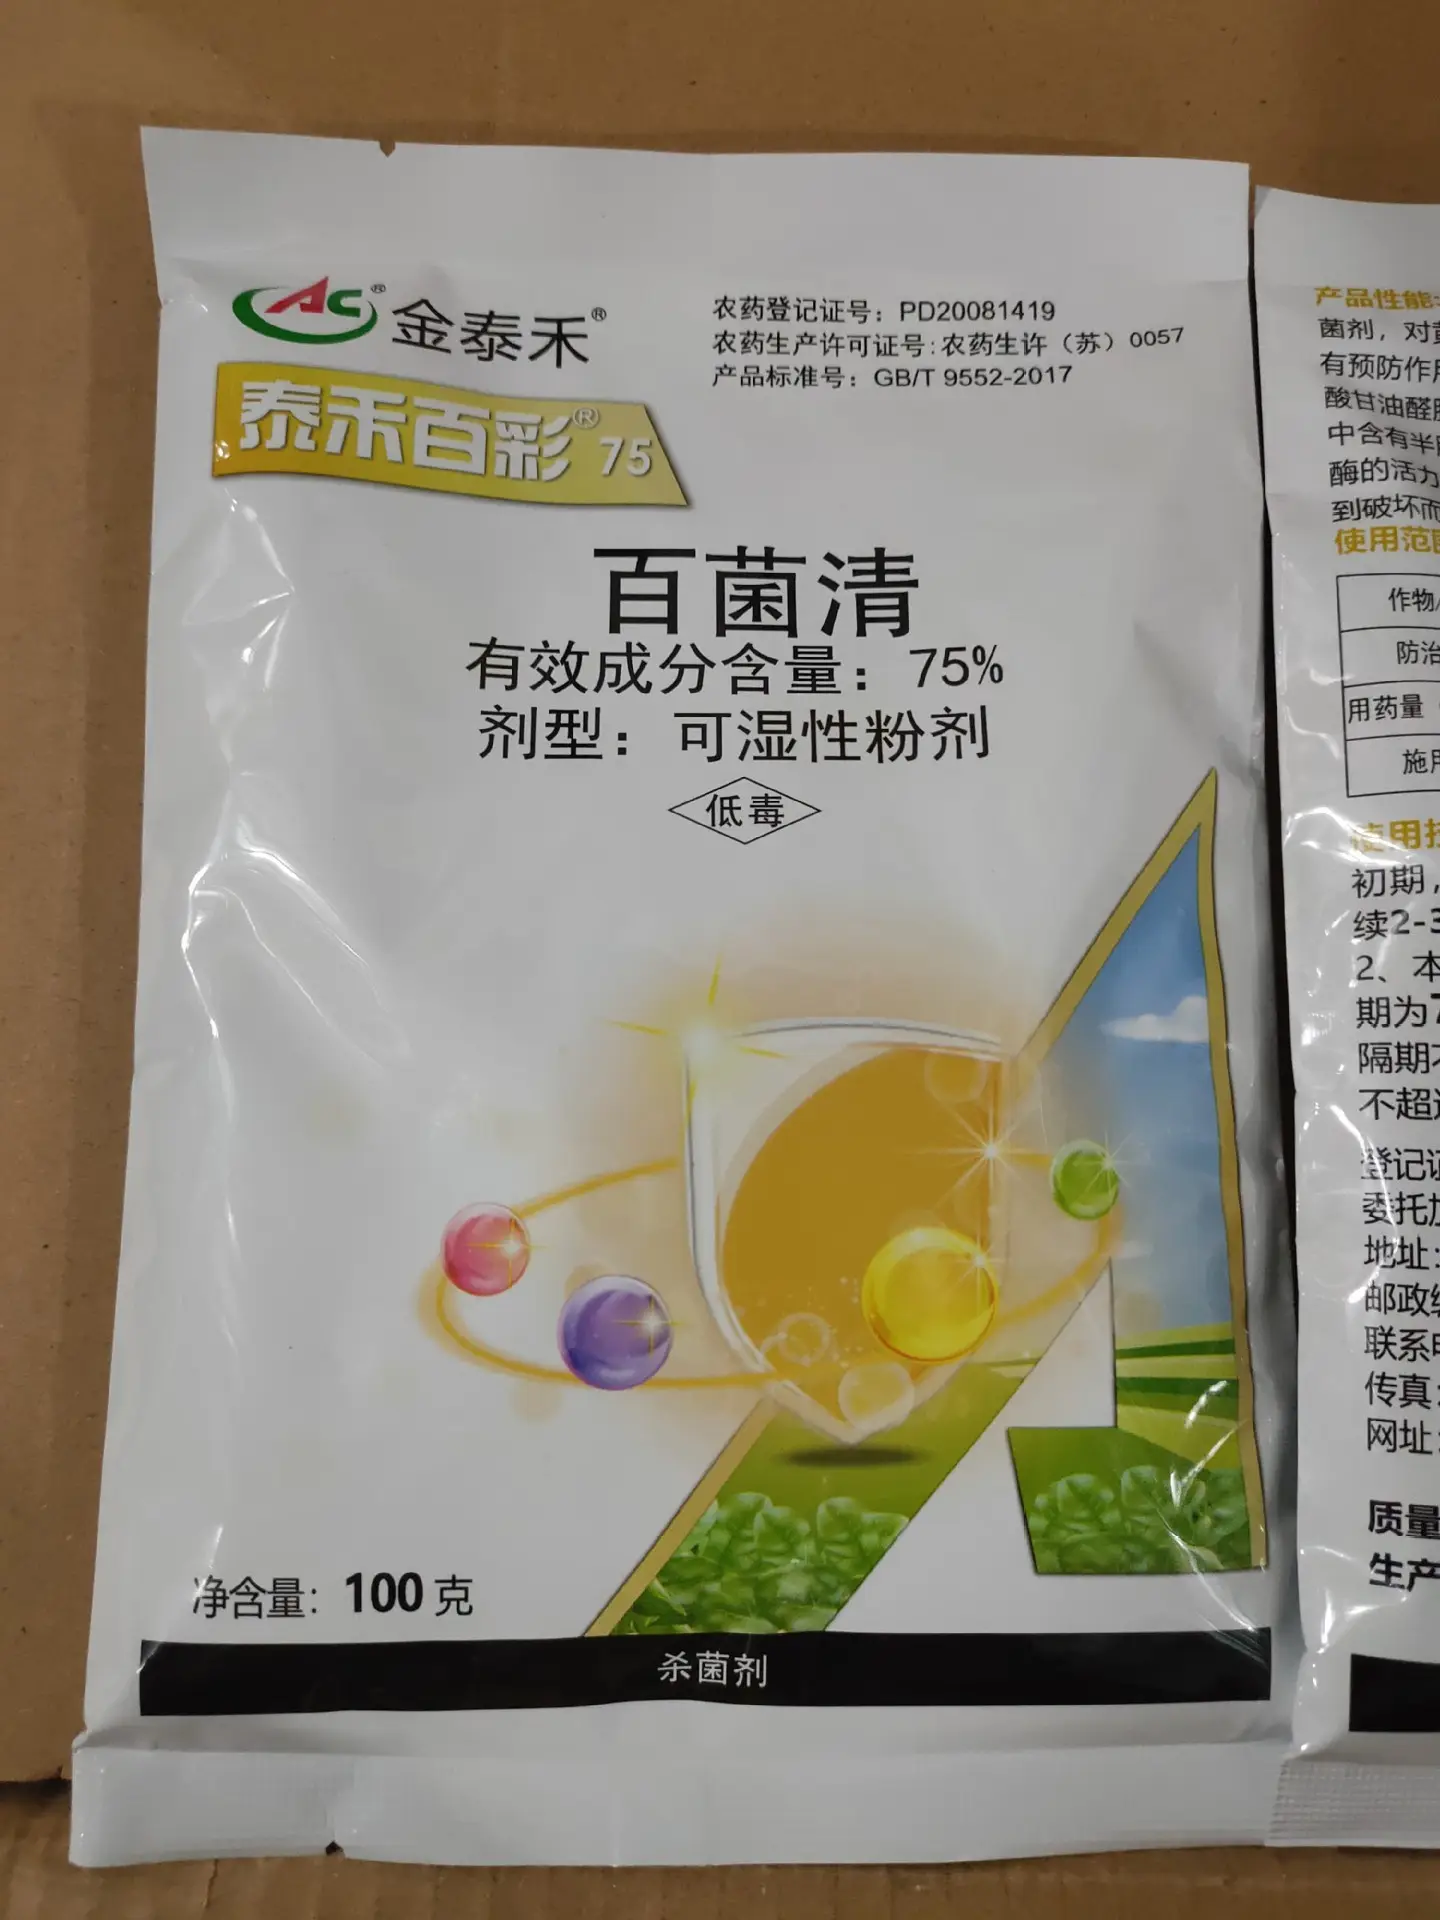 AC® 金泰禾®
农药登记证号：PD20081419
农药生产许可证号:农药生许（苏）0057
产品标准号：GB/T 9552-2017
泰禾百彩® 75
百菌清
有效成分含量：75%
剂型：可湿性粉剂
低毒
净含量：100克
杀菌剂
产品性能:
菌剂，对
有预防作用
酸甘油醛
中含有半
酶的活力
到破坏而
使用范围
作物/
防治
用药量
施用
使用技
初期，
续2-3
2、本
期为7
隔期不
不超过
登记证
委托加
地址:
邮政编
联系电
传真:
网址:
质量
生产